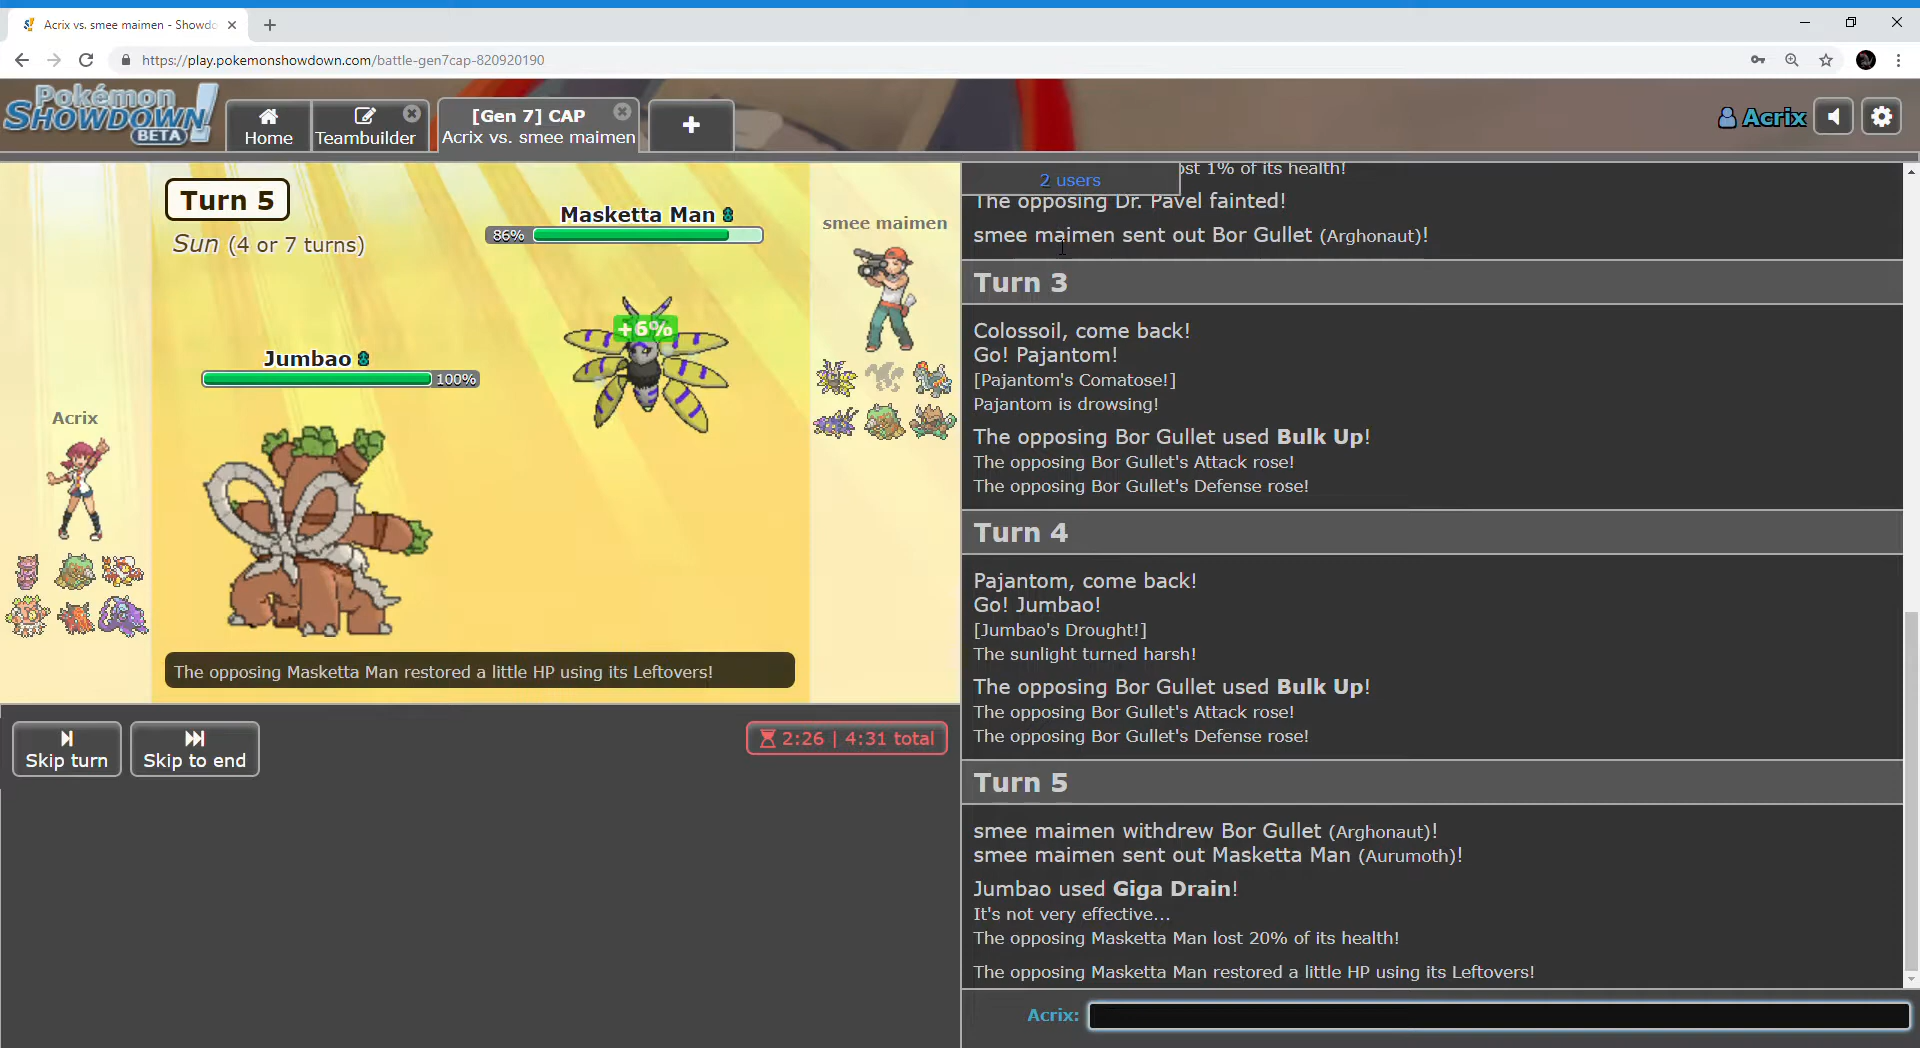 Acrix vs. smee maimen - Showdo
https://play.pokemonshowdown.com/battle-gen7cap-820920190
Pokémon
SHOWDOWN!
BETA
Home
Teambuilder
[Gen 7] CAP
Acrix vs. smee maimen
Acrix
Turn 5
Sun (4 or 7 turns)
Masketta Man
86%
+6%
smee maimen
Jumbao
100%
Acrix
The opposing Masketta Man restored a little HP using its Leftovers!
Skip turn
Skip to end
2:26 | 4:31 total
2 users
ost 1% of its health!
The opposing Dr. Pavel fainted!
smee maimen sent out Bor Gullet (Arghonaut)!
Turn 3
Colossoil, come back!
Go! Pajantom!
[Pajantom's Comatose!]
Pajantom is drowsing!
The opposing Bor Gullet used Bulk Up!
The opposing Bor Gullet's Attack rose!
The opposing Bor Gullet's Defense rose!
Turn 4
Pajantom, come back!
Go! Jumbao!
[Jumbao's Drought!]
The sunlight turned harsh!
The opposing Bor Gullet used Bulk Up!
The opposing Bor Gullet's Attack rose!
The opposing Bor Gullet's Defense rose!
Turn 5
smee maimen withdrew Bor Gullet (Arghonaut)!
smee maimen sent out Masketta Man (Aurumoth)!
Jumbao used Giga Drain!
It's not very effective...
The opposing Masketta Man lost 20% of its health!
The opposing Masketta Man restored a little HP using its Leftovers!
Acrix: